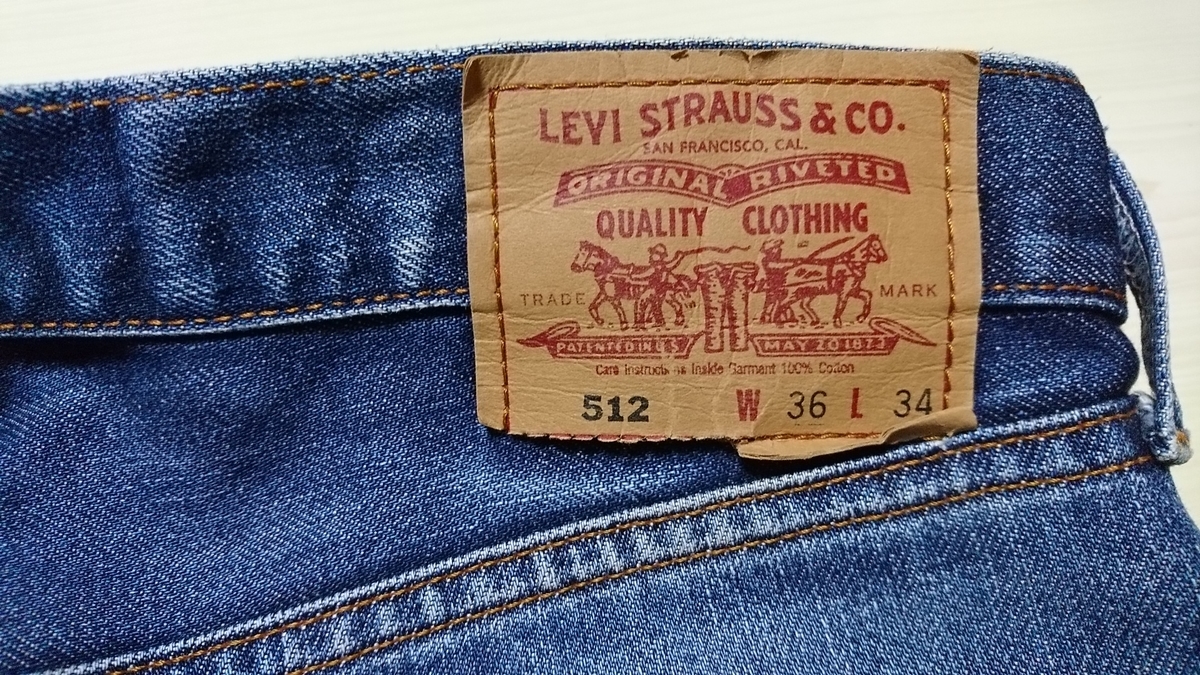 LEVI STRAUSS & CO.
SAN FRANCISCO, CAL.
ORIGINAL RIVETED
QUALITY CLOTHING
TRADE MARK
PATENTED IN U.S. MAY 20 1873
Care Instructions Inside Garment 100% Cotton
512 W 36 L 34